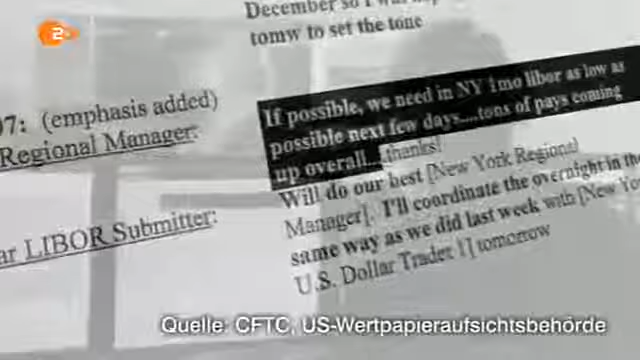 2
December so I
tomw to set the tone
07: (emphasis added)
Regional Manager:
If possible, we need in NY 1mo libor as low as
possible next few days....tons of pays coming
up overall....thanks!
Will do our best [New York Regional
Manager]. I'll coordinate the overnight in the
ar LIBOR Submitter:
same way as we did last week with [New Yor
U.S. Dollar Trader 1] tomorrow
Quelle: CFTC, US-Wertpapieraufsichtsbehörde